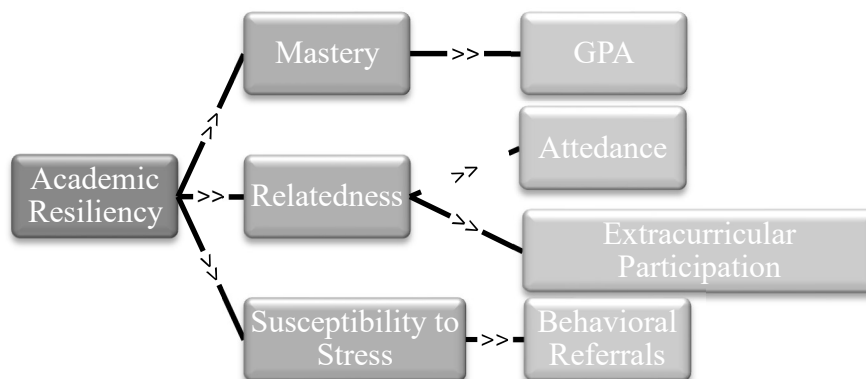 Mastery
>>
GPA
>>
Academic
Resiliency
>>
Relatedness
>>
Attedance
>>
Extracurricular
Participation
>>
Susceptibility to
Stress
>>
Behavioral
Referrals